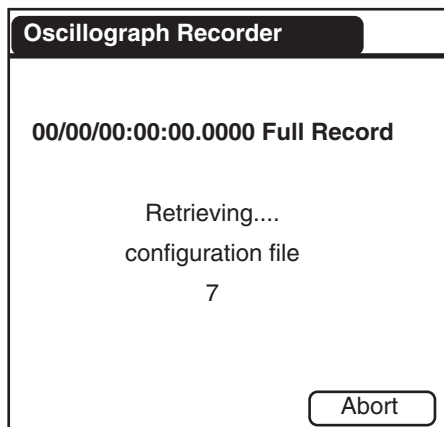 Oscillograph Recorder
00/00/00:00:00.0000 Full Record
Retrieving....
configuration file
7
Abort